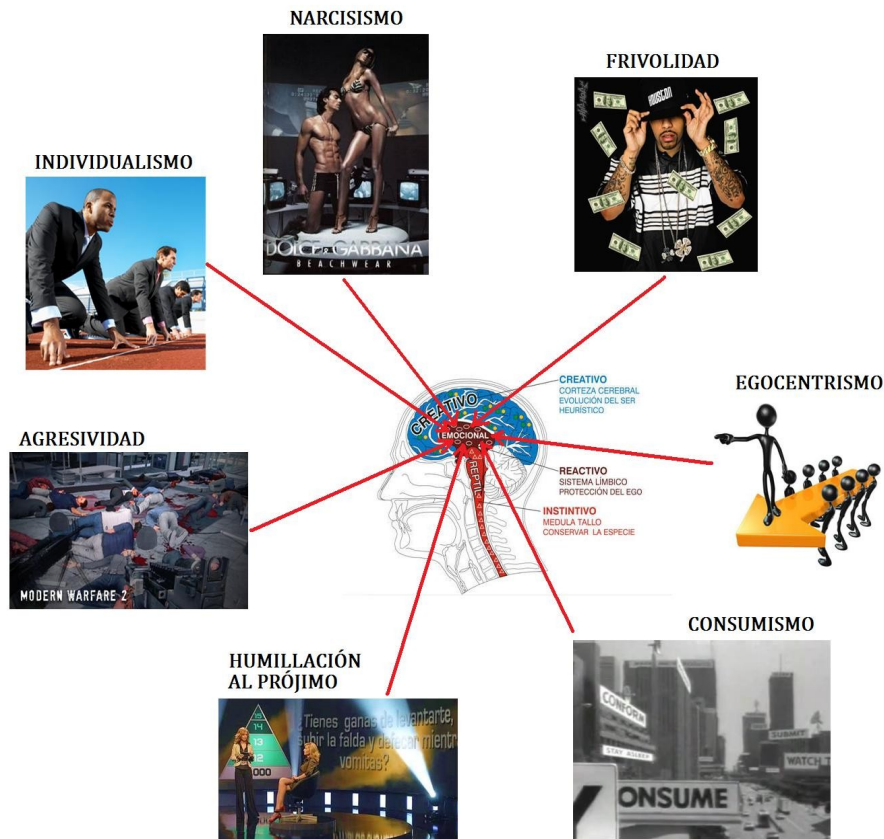 NARCISISMO
FRIVOLIDAD
HOUSTON
DOLCE & GABBANA
BEACHWEAR
INDIVIDUALISMO
CREATIVO
CORTEZA CEREBRAL
EVOLUCIÓN DEL SER
HEURÍSTICO
CREATIVO
EMOCIONAL
REPTIL
REACTIVO
SISTEMA LÍMBICO
PROTECCIÓN DEL EGO
INSTINTIVO
MEDULA TALLO
CONSERVAR LA ESPECIE
EGOCENTRISMO
AGRESIVIDAD
MODERN WARFARE 2
HUMILLACIÓN
AL PRÓJIMO
15
14
13
12
000
¿Tienes ganas de levantarte,
subir la falda y defecar mientr
vomitas?
CONSUMISMO
CONFORM
STAY ASLEEP
SUBMIT
WATCH T
ONSUME